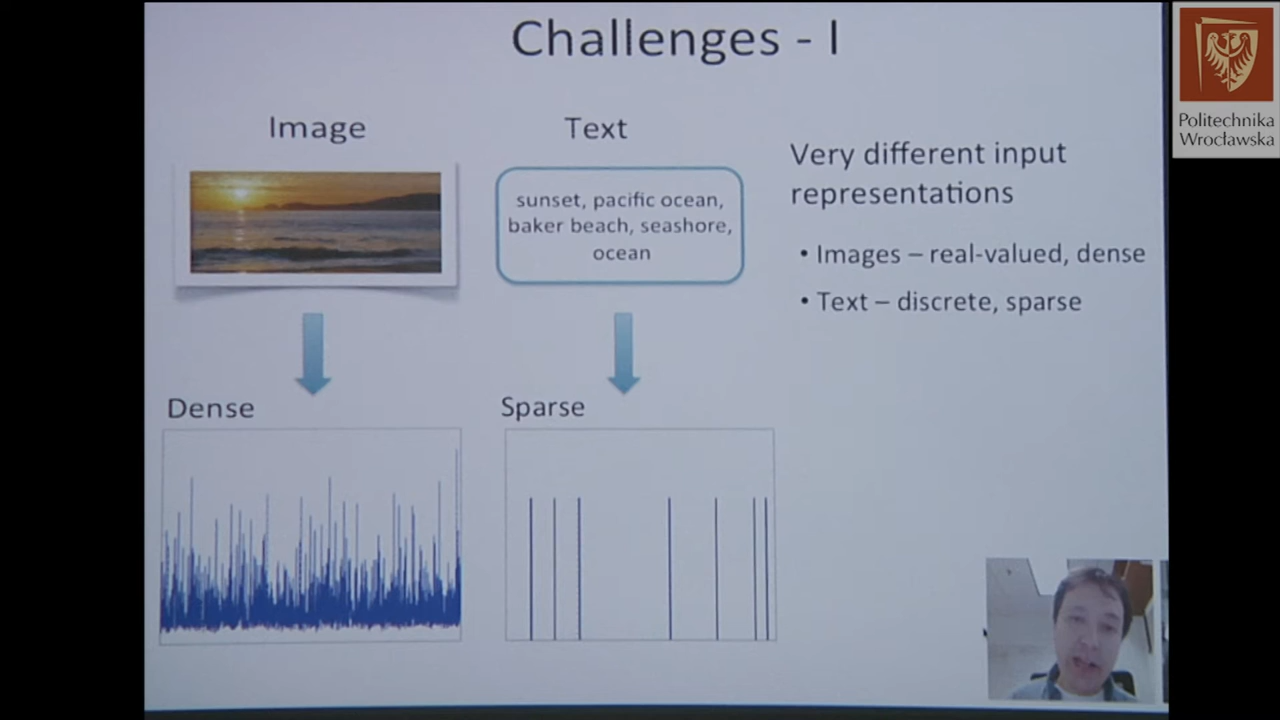 Challenges - I
Image
Text
sunset, pacific ocean,
baker beach, seashore,
ocean
Very different input
representations
• Images – real-valued, dense
• Text – discrete, sparse
Dense
Sparse
Politechnika
Wrocławska